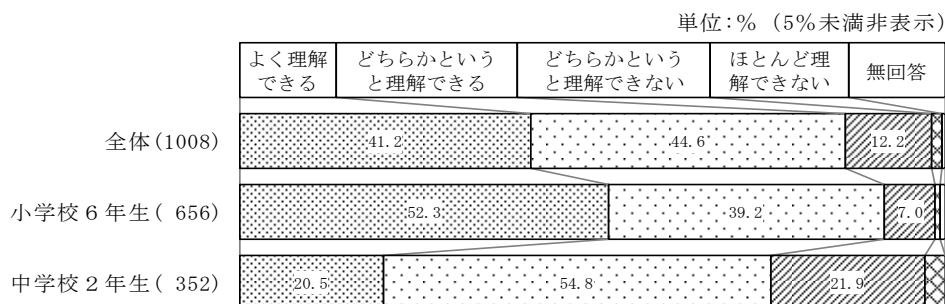 単位:% (5%未満非表示)
よく理解できる どちらかというと理解できる どちらかというと理解できない ほとんど理解できない 無回答
全体(1008) 41.2 44.6 12.2
小学校6年生( 656) 52.3 39.2 7.0
中学校2年生( 352) 20.5 54.8 21.9